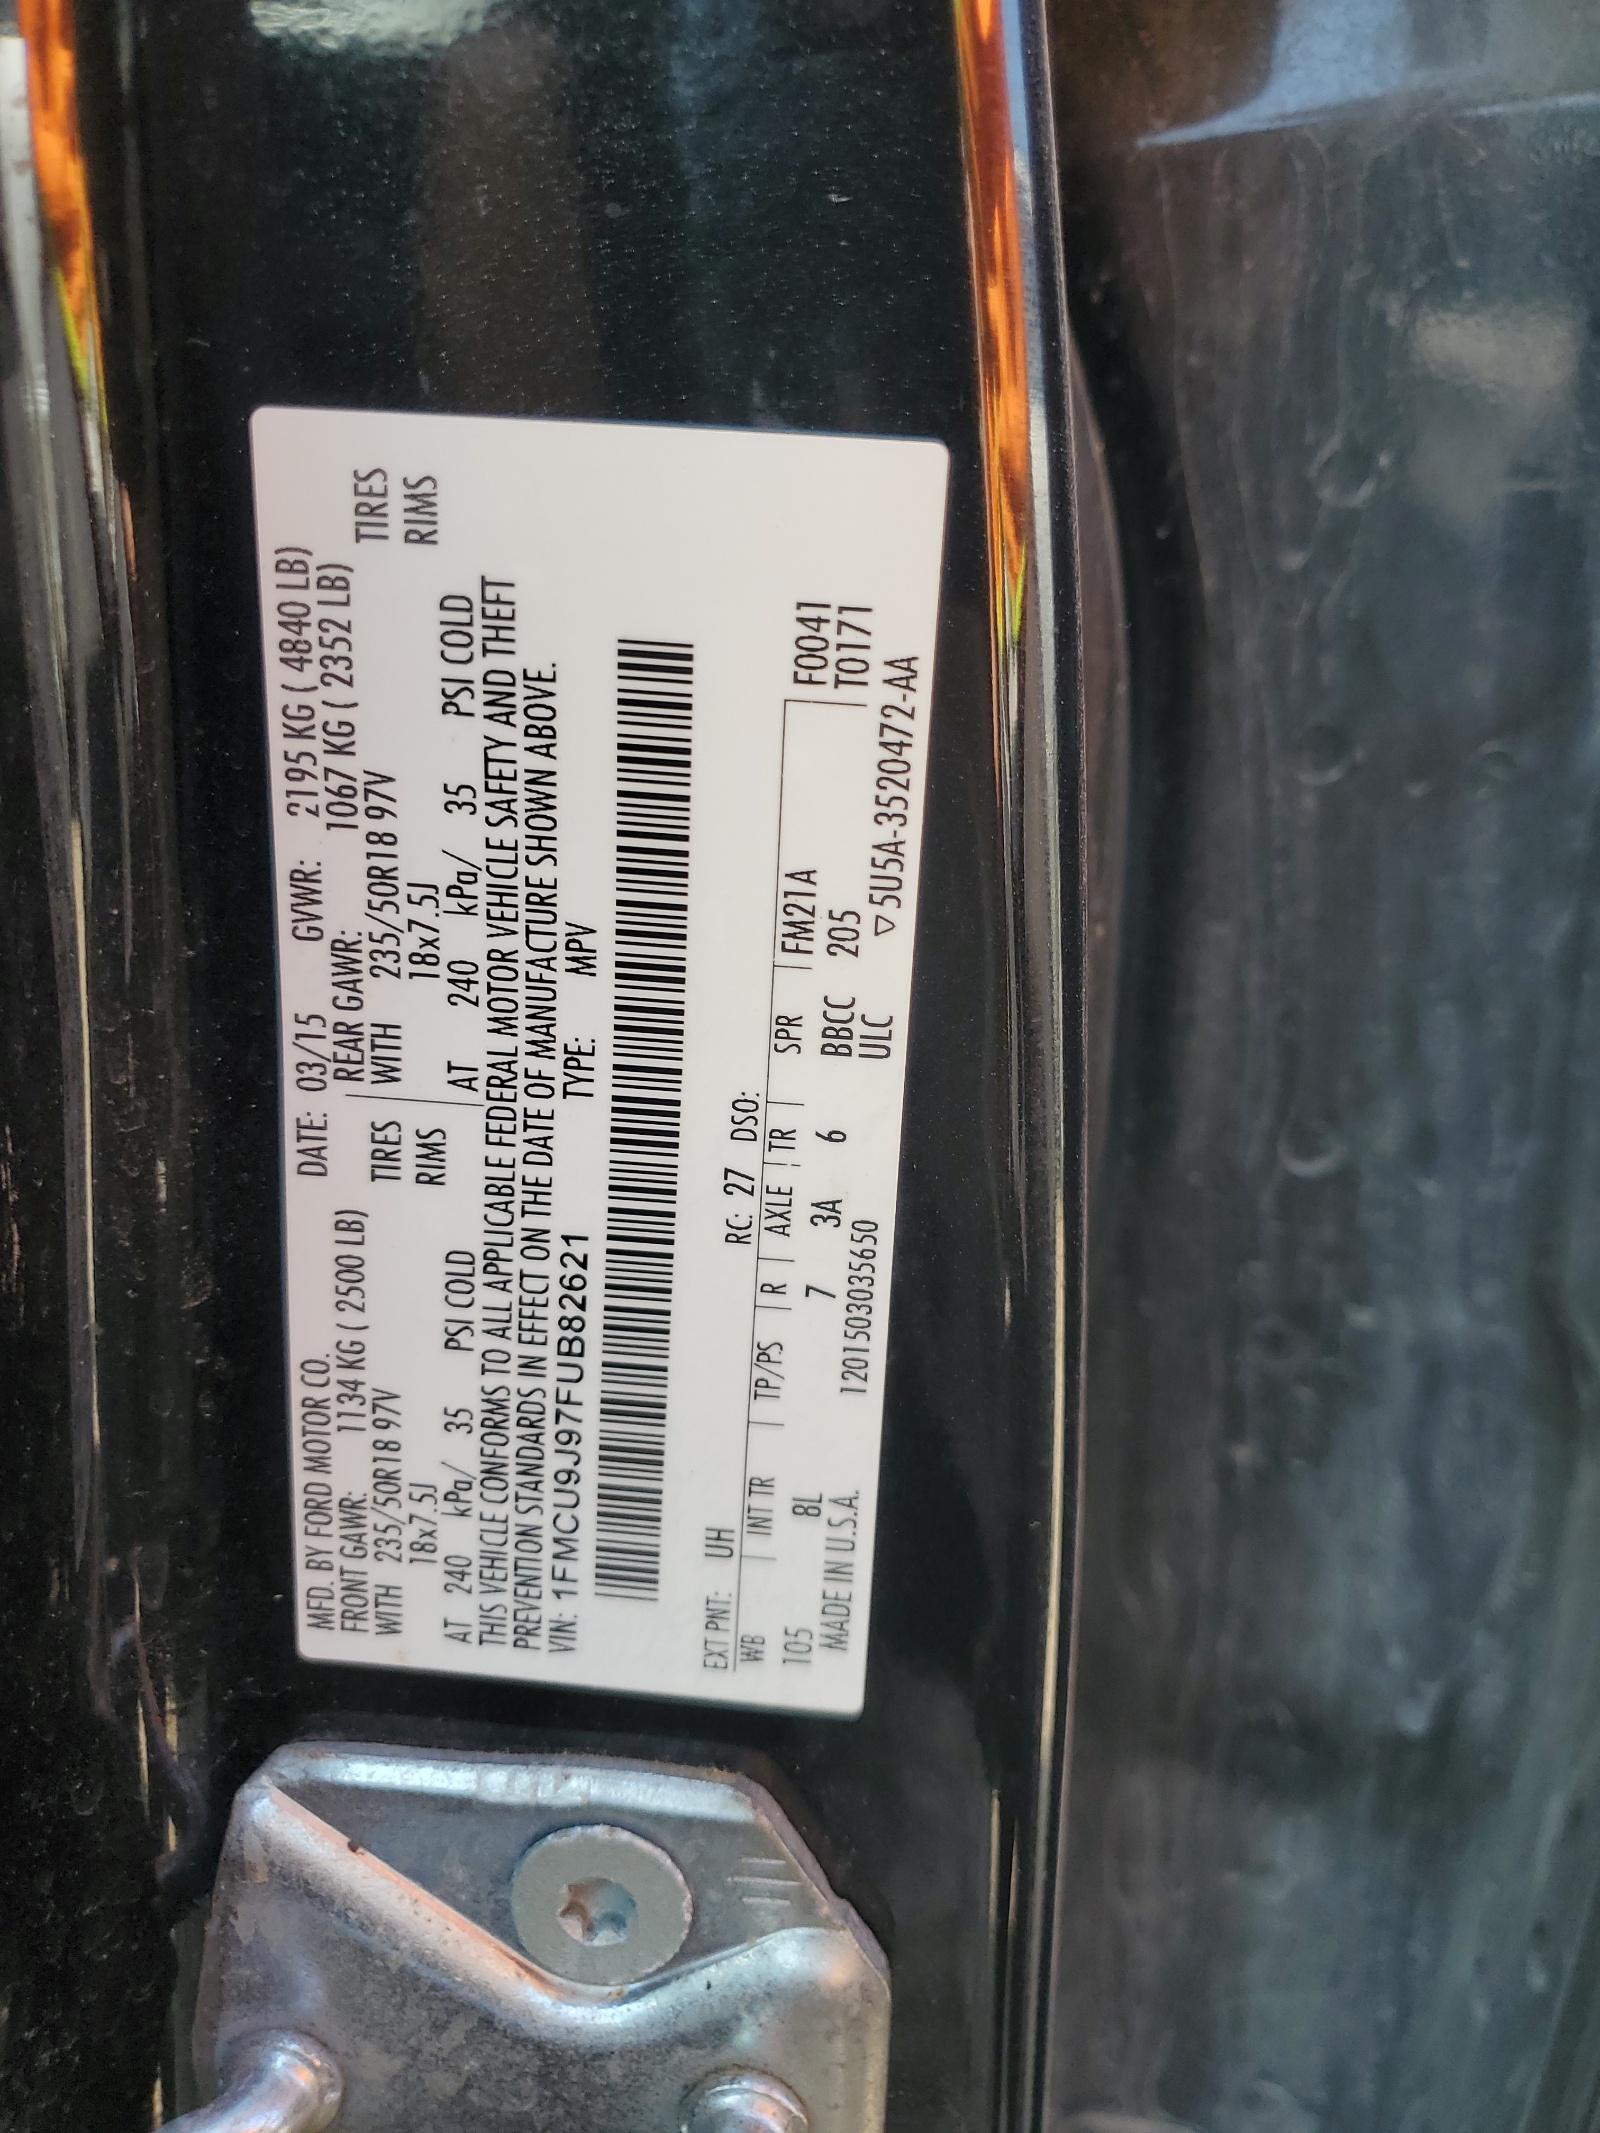 MFD. BY FORD MOTOR CO. DATE: 03/15 GVWR: 2195 KG ( 4840 LB)
FRONT GAWR: 1134 KG ( 2500 LB) REAR GAWR: 1067 KG ( 2352 LB)
WITH 235/50R18 97V TIRES WITH 235/50R18 97V TIRES
18x7.5J RIMS 18x7.5J RIMS
AT 240 kPa/ 35 PSI COLD AT 240 kPa/ 35 PSI COLD
THIS VEHICLE CONFORMS TO ALL APPLICABLE FEDERAL MOTOR VEHICLE SAFETY AND THEFT
PREVENTION STANDARDS IN EFFECT ON THE DATE OF MANUFACTURE SHOWN ABOVE.
VIN: 1FMCU9J97FUB82621 TYPE: MPV
EXT PNT: UH RC: 27 DSO:
WB | INT TR | TP/PS | R | AXLE | TR | SPR | FM21A F0041
105 8L 7 3A 6 BBCC 205 T0171
MADE IN U.S.A. 120150303565​0 ULC ▽5U5A-3520472-AA